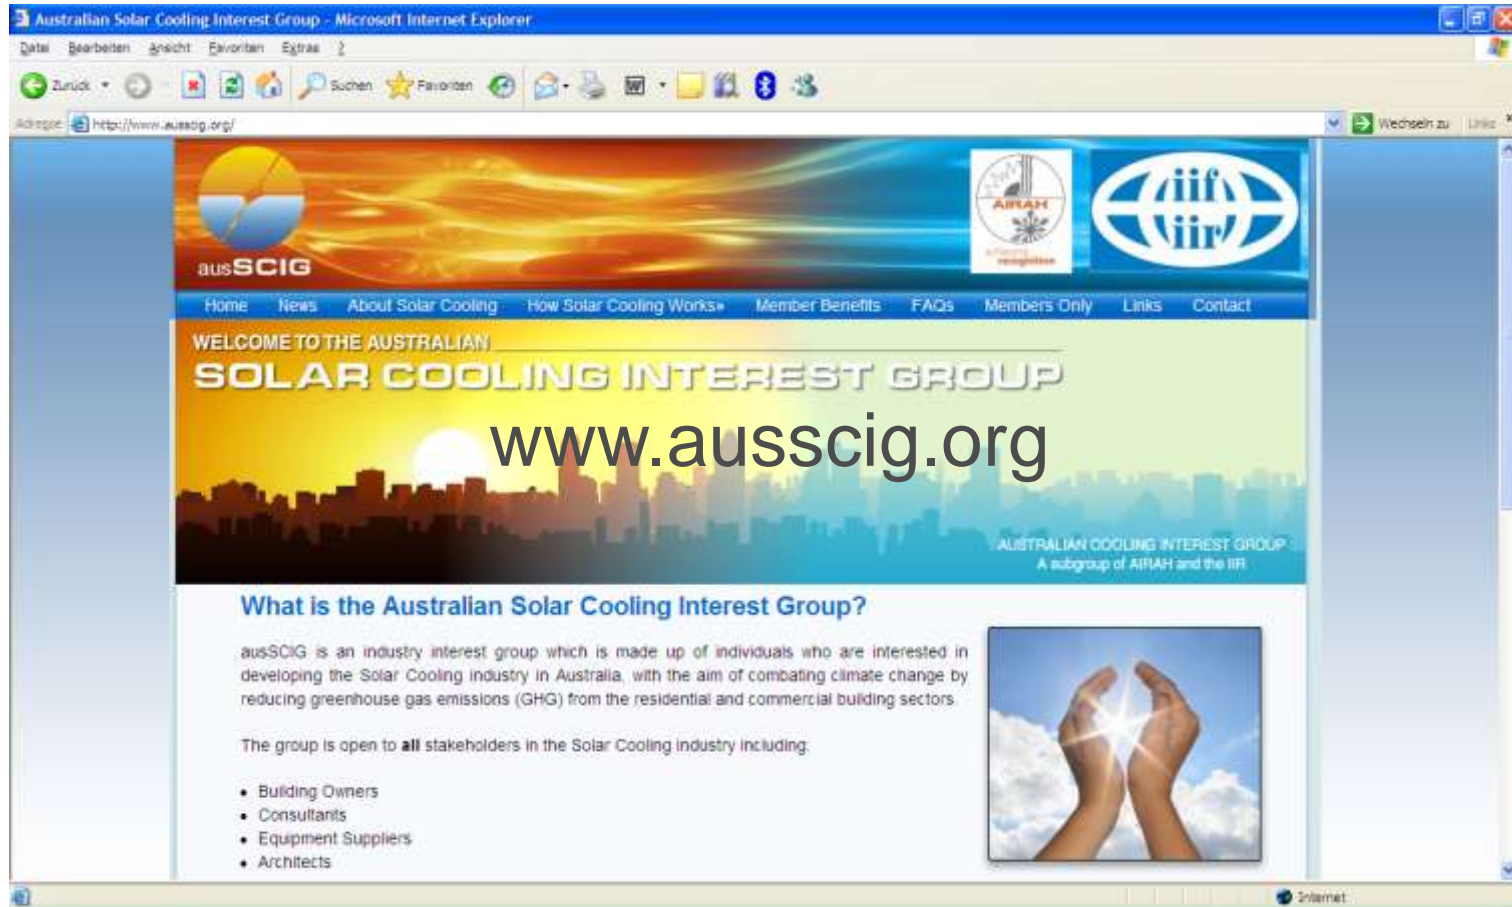 Australian Solar Cooling Interest Group - Microsoft Internet Explorer
Datei Bearbeiten Ansicht Favoriten Extras ?
Zurück Suchen Favoriten
Adresse http://www.ausscig.org/ Wechseln zu Links
AIRAH
achieving
recognition
iif
iir
ausSCIG
Home News About Solar Cooling How Solar Cooling Works» Member Benefits FAQs Members Only Links Contact
WELCOME TO THE AUSTRALIAN
SOLAR COOLING INTEREST GROUP
www.ausscig.org
AUSTRALIAN COOLING INTEREST GROUP
A subgroup of AIRAH and the IIR
What is the Australian Solar Cooling Interest Group?
ausSCIG is an industry interest group which is made up of individuals who are interested in
developing the Solar Cooling industry in Australia, with the aim of combating climate change by
reducing greenhouse gas emissions (GHG) from the residential and commercial building sectors.
The group is open to all stakeholders in the Solar Cooling industry including:
• Building Owners
• Consultants
• Equipment Suppliers
• Architects
Internet